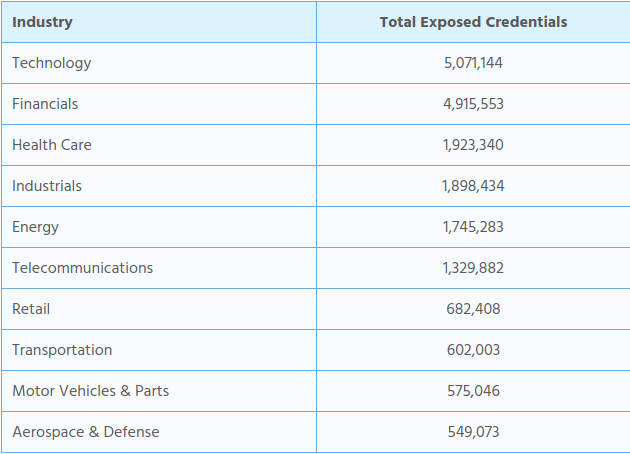 Industry Total Exposed Credentials
Technology 5,071,144
Financials 4,915,553
Health Care 1,923,340
Industrials 1,898,434
Energy 1,745,283
Telecommunications 1,329,882
Retail 682,408
Transportation 602,003
Motor Vehicles & Parts 575,046
Aerospace & Defense 549,073